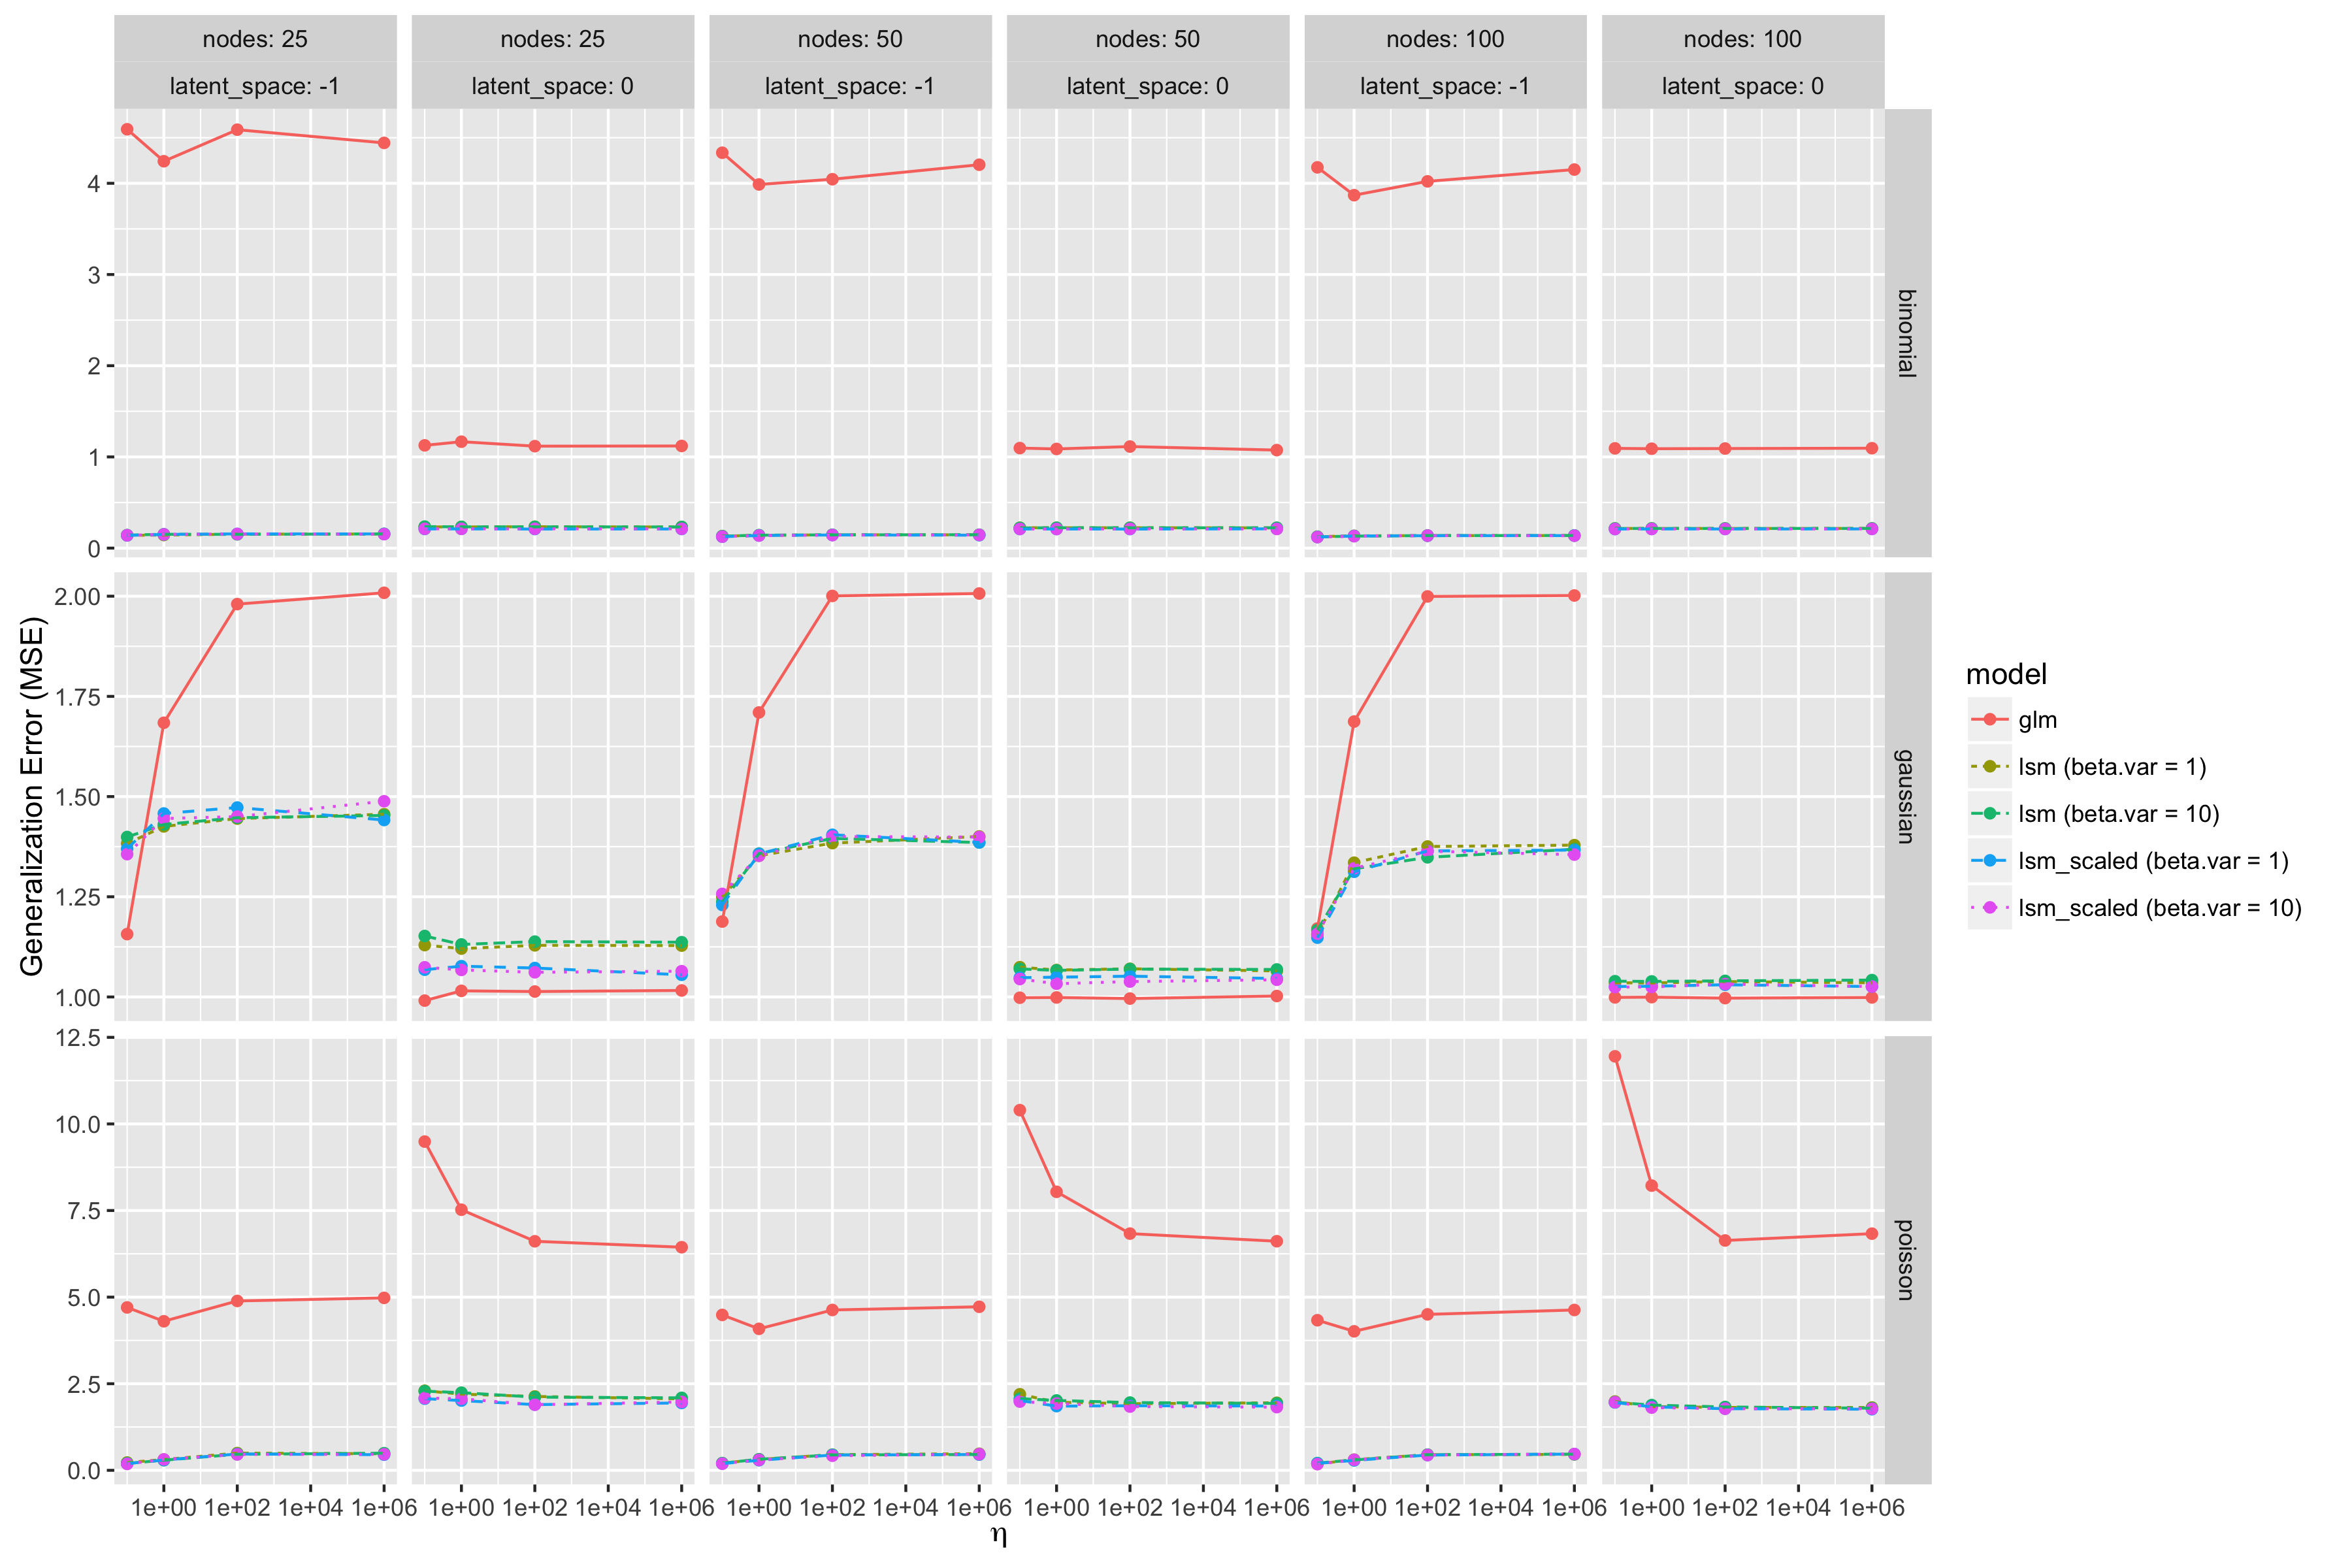 nodes: 25
nodes: 25
nodes: 50
nodes: 50
nodes: 100
nodes: 100
latent_space: -1
latent_space: 0
latent_space: -1
latent_space: 0
latent_space: -1
latent_space: 0
4
3
2
1
0
binomial
2.00
1.75
1.50
1.25
1.00
gaussian
12.5
10.0
7.5
5.0
2.5
0.0
poisson
Generalization Error (MSE)
1e+00 1e+02 1e+04 1e+06
1e+00 1e+02 1e+04 1e+06
1e+00 1e+02 1e+04 1e+06
1e+00 1e+02 1e+04 1e+06
1e+00 1e+02 1e+04 1e+06
1e+00 1e+02 1e+04 1e+06
η
model
glm
lsm (beta.var = 1)
lsm (beta.var = 10)
lsm_scaled (beta.var = 1)
lsm_scaled (beta.var = 10)